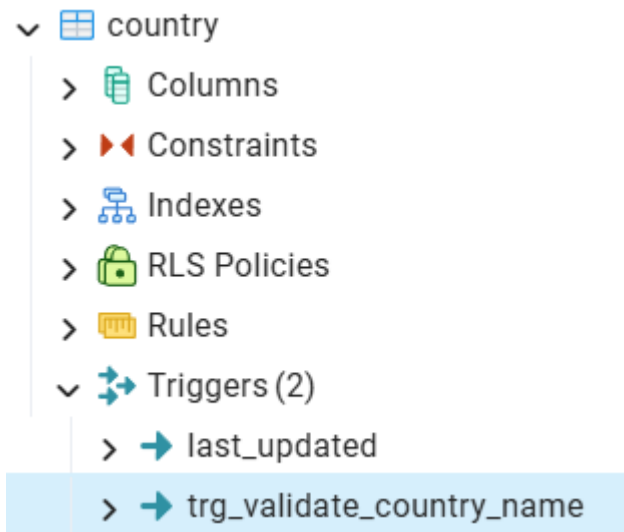 country
Columns
Constraints
Indexes
RLS Policies
Rules
Triggers (2)
last_updated
trg_validate_country_name